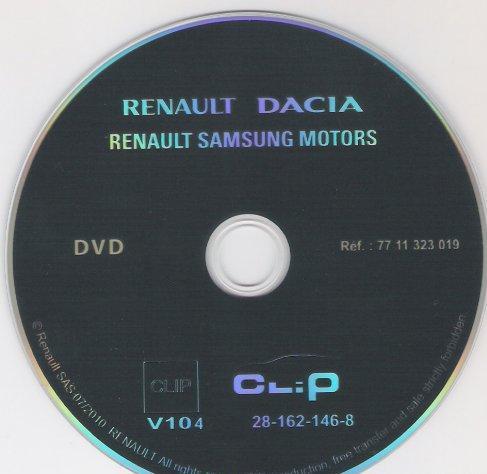 RENAULT DACIA
RENAULT SAMSUNG MOTORS
DVD
Réf. : 77 11 323 019
CLIP
CLiP
V104
28-162-146-8
© Renault SAS 07/2010 RENAULT All rights reproduction, free transfer and sale strictly forbidden